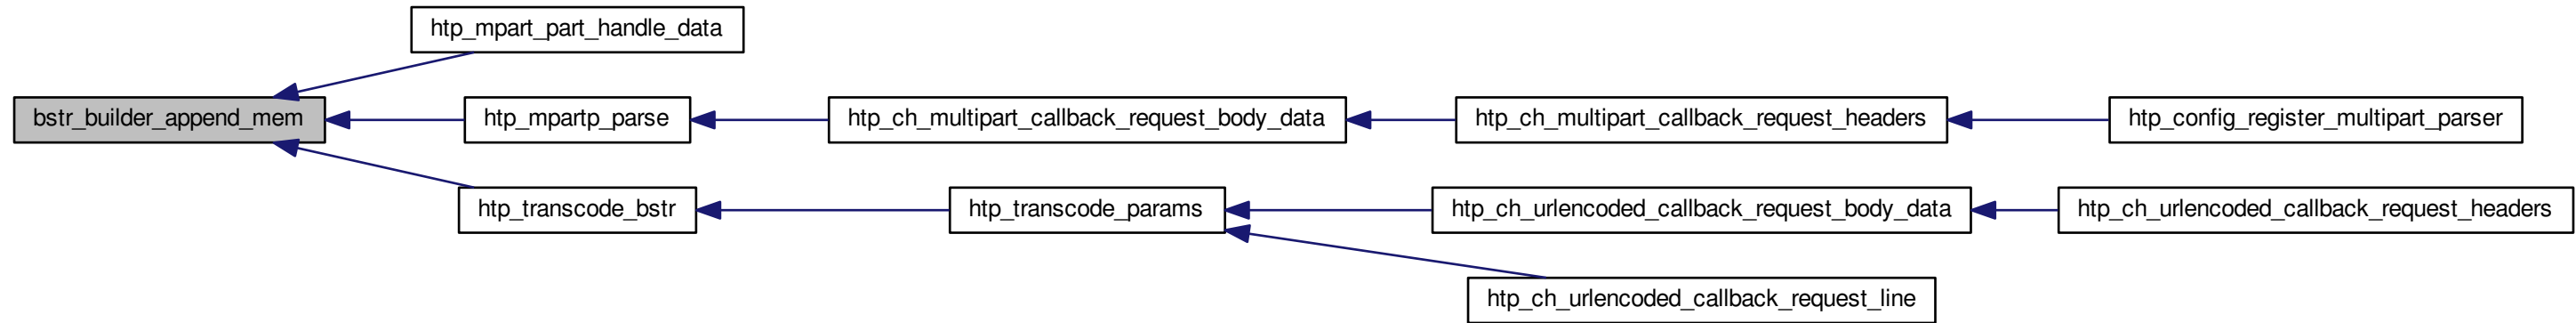 htp_mpart_part_handle_data
bstr_builder_append_mem
htp_mpartp_parse
htp_ch_multipart_callback_request_body_data
htp_ch_multipart_callback_request_headers
htp_config_register_multipart_parser
htp_transcode_bstr
htp_transcode_params
htp_ch_urlencoded_callback_request_body_data
htp_ch_urlencoded_callback_request_headers
htp_ch_urlencoded_callback_request_line